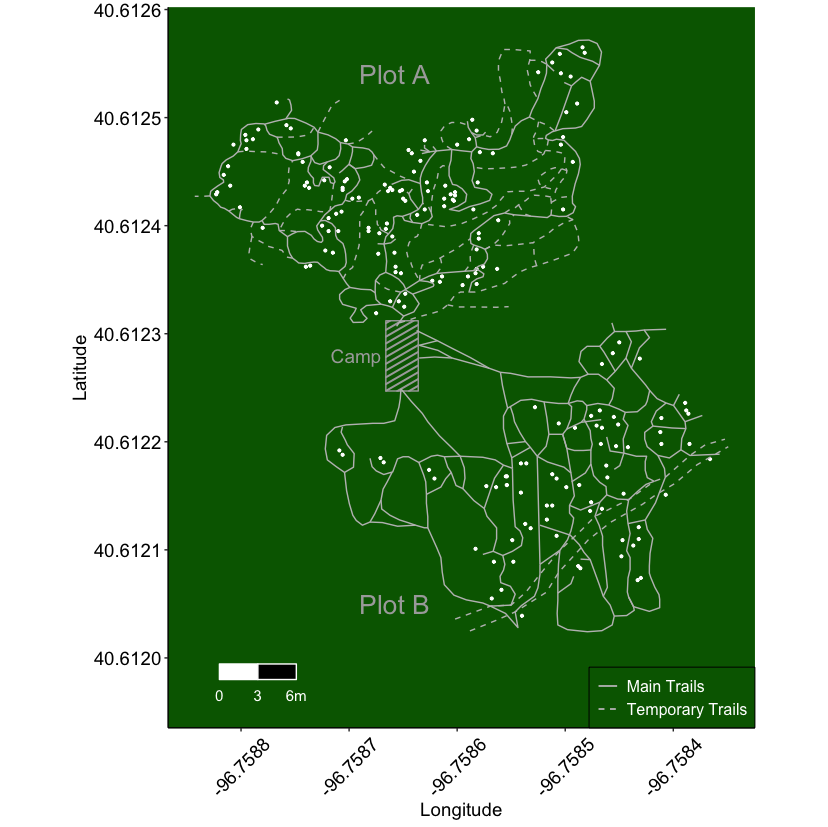 40.6126
Plot A
40.6125
40.6124
40.6123
Camp
Latitude
40.6122
40.6121
Plot B
40.6120
0 3 6m
Main Trails
Temporary Trails
-96.7588 -96.7587 -96.7586 -96.7585 -96.7584
Longitude